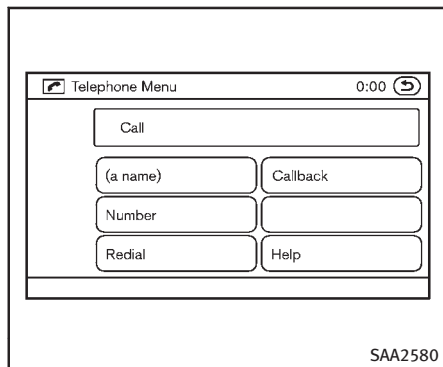 Telephone Menu 0:00
Call
(a name) Callback
Number
Redial Help
SAA2580